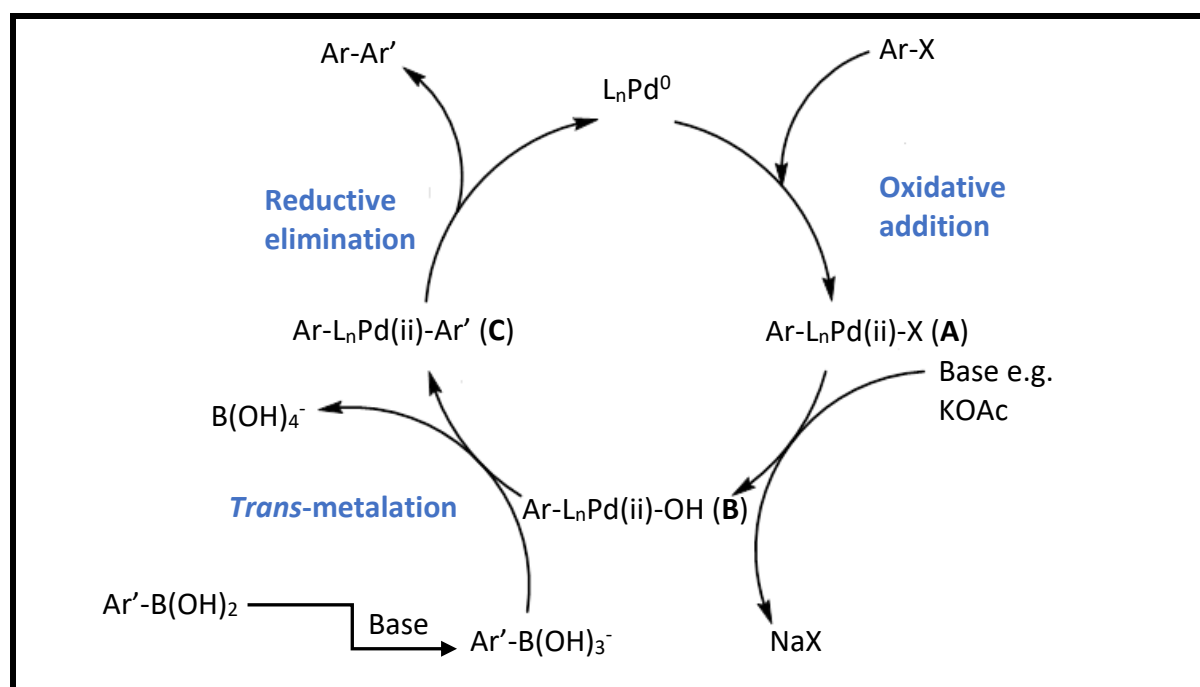 Ar-Ar’
LnPd⁰
Ar-X
Reductive
elimination
Oxidative
addition
Ar-LnPd(ii)-Ar’ (C)
Ar-LnPd(ii)-X (A)
Base e.g.
KOAc
B(OH)₄⁻
Trans-metalation
Ar-LnPd(ii)-OH (B)
Ar’-B(OH)₂
Base
Ar’-B(OH)₃⁻
NaX